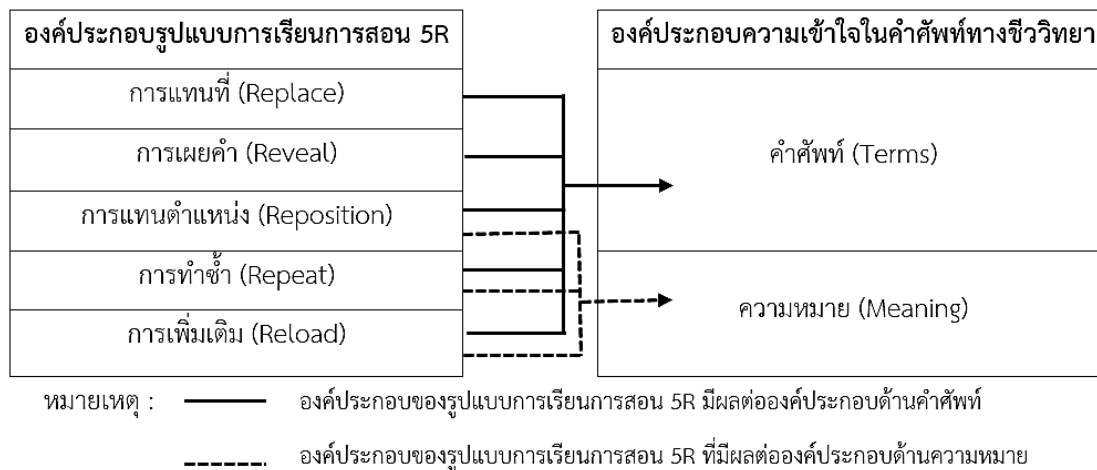 องค์ประกอบรูปแบบการเรียนการสอน 5R
องค์ประกอบความเข้าใจในคำศัพท์ทางชีววิทยา
การแทนที่ (Replace)
การเผยคำ (Reveal)
การแทนตำแหน่ง (Reposition)
การทำซ้ำ (Repeat)
การเพิ่มเติม (Reload)
คำศัพท์ (Terms)
ความหมาย (Meaning)
หมายเหตุ :
องค์ประกอบของรูปแบบการเรียนการสอน 5R มีผลต่อองค์ประกอบด้านคำศัพท์
องค์ประกอบของรูปแบบการเรียนการสอน 5R ที่มีผลต่อองค์ประกอบด้านความหมาย